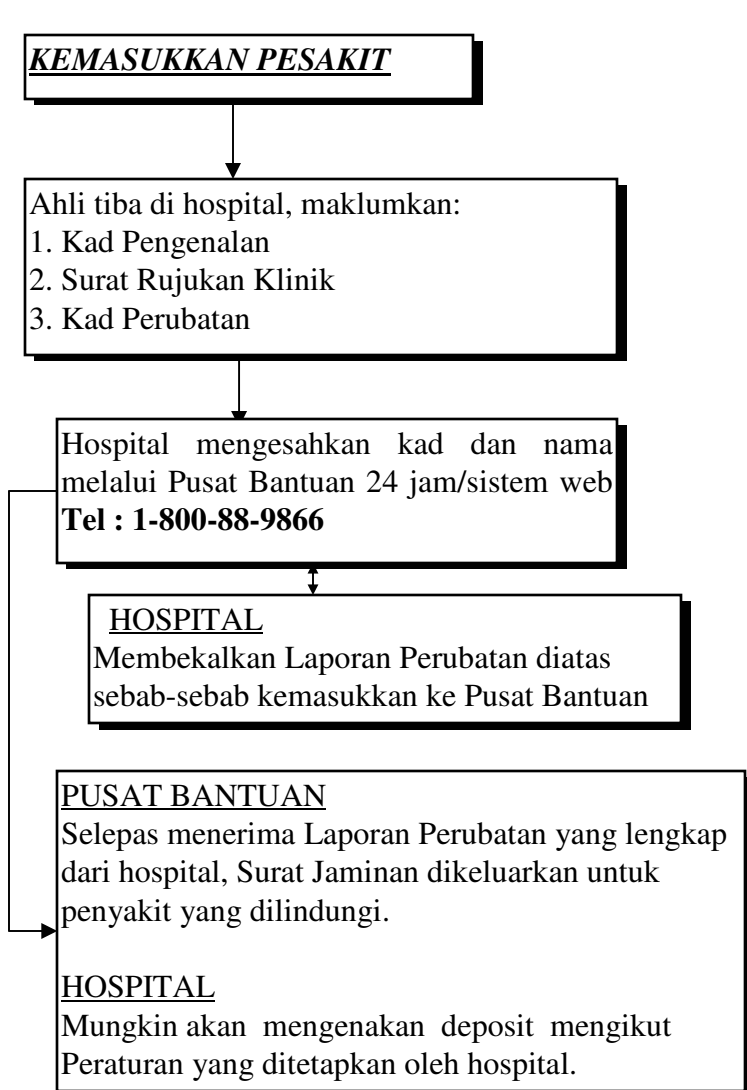 KEMASUKKAN PESAKIT
Ahli tiba di hospital, maklumkan:
1. Kad Pengenalan
2. Surat Rujukan Klinik
3. Kad Perubatan
Hospital mengesahkan kad dan nama
melalui Pusat Bantuan 24 jam/sistem web
Tel : 1-800-88-9866
HOSPITAL
Membekalkan Laporan Perubatan diatas
sebab-sebab kemasukkan ke Pusat Bantuan
PUSAT BANTUAN
Selepas menerima Laporan Perubatan yang lengkap
dari hospital, Surat Jaminan dikeluarkan untuk
penyakit yang dilindungi.
HOSPITAL
Mungkin akan mengenakan deposit mengikut
Peraturan yang ditetapkan oleh hospital.